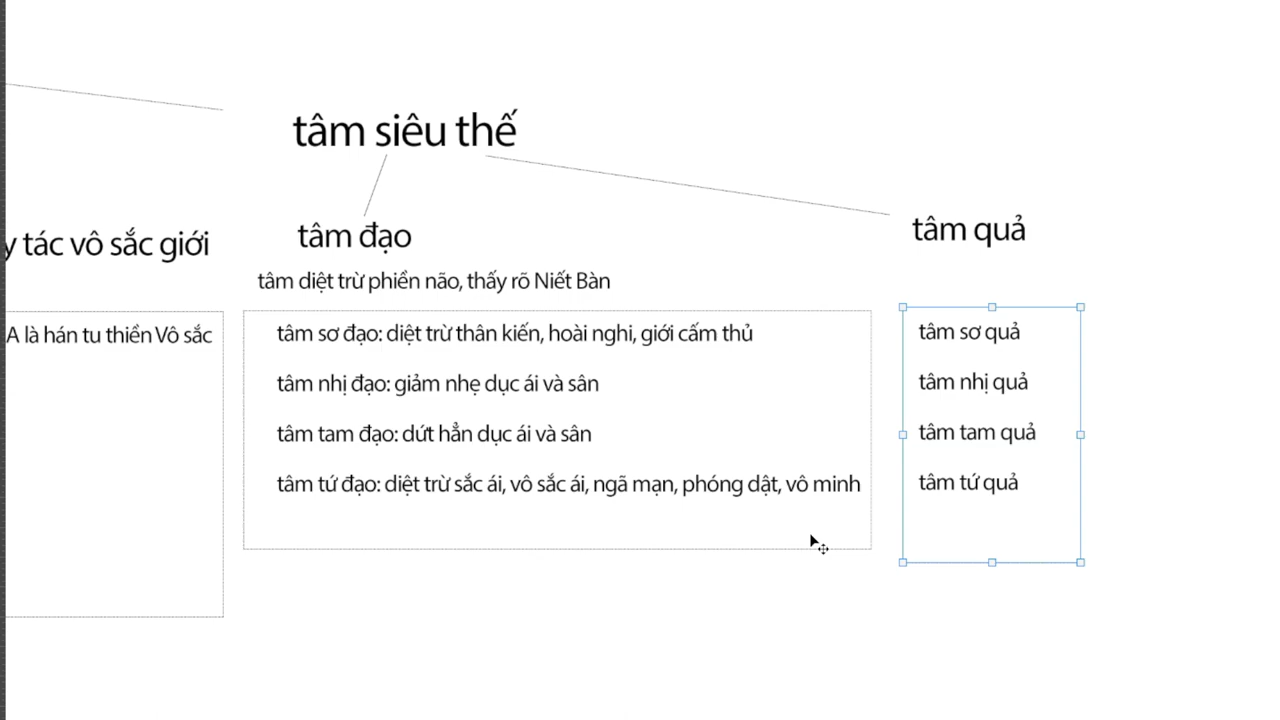 tâm siêu thế
y tác vô sắc giới
tâm đạo
tâm quả
tâm diệt trừ phiền não, thấy rõ Niết Bàn
A là hán tu thiền Vô sắc
tâm sơ đạo: diệt trừ thân kiến, hoài nghi, giới cấm thủ
tâm nhị đạo: giảm nhẹ dục ái và sân
tâm tam đạo: dứt hẳn dục ái và sân
tâm tứ đạo: diệt trừ sắc ái, vô sắc ái, ngã mạn, phóng dật, vô minh
tâm sơ quả
tâm nhị quả
tâm tam quả
tâm tứ quả